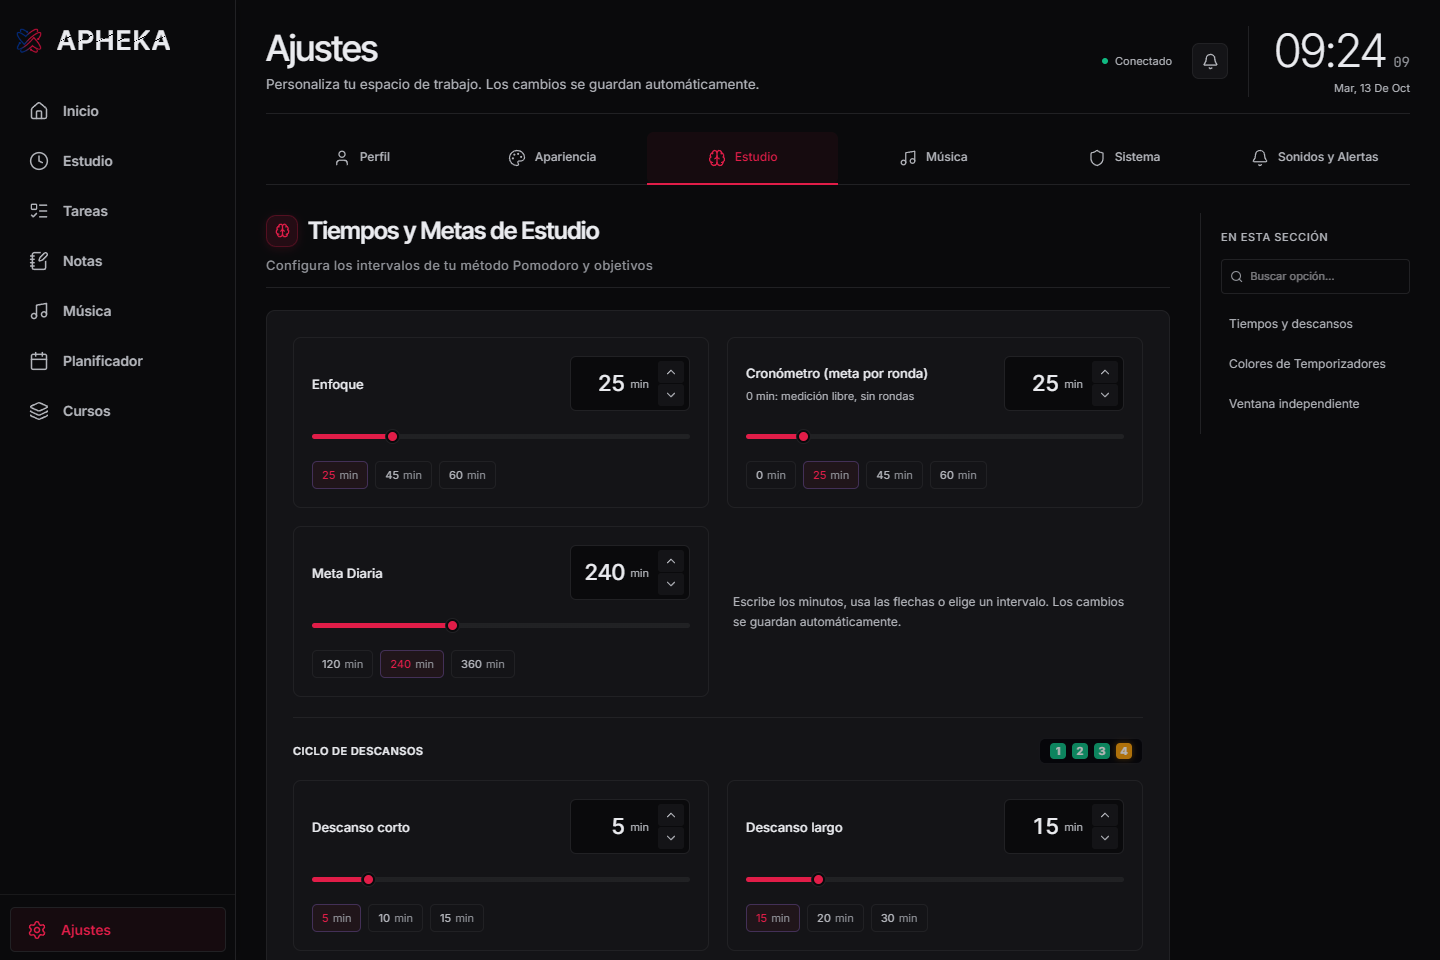 APHEKA
Inicio
Estudio
Tareas
Notas
Música
Planificador
Cursos
Ajustes
Ajustes
Personaliza tu espacio de trabajo. Los cambios se guardan automáticamente.
Conectado
09:24 09
Mar, 13 De Oct
Perfil
Apariencia
Estudio
Música
Sistema
Sonidos y Alertas
Tiempos y Metas de Estudio
Configura los intervalos de tu método Pomodoro y objetivos
Enfoque
25 min
25 min
45 min
60 min
Cronómetro (meta por ronda)
0 min: medición libre, sin rondas
25 min
0 min
25 min
45 min
60 min
Meta Diaria
240 min
120 min
240 min
360 min
Escribe los minutos, usa las flechas o elige un intervalo. Los cambios
se guardan automáticamente.
CICLO DE DESCANSOS
1 2 3 4
Descanso corto
5 min
5 min
10 min
15 min
Descanso largo
15 min
15 min
20 min
30 min
EN ESTA SECCIÓN
Buscar opción...
Tiempos y descansos
Colores de Temporizadores
Ventana independiente